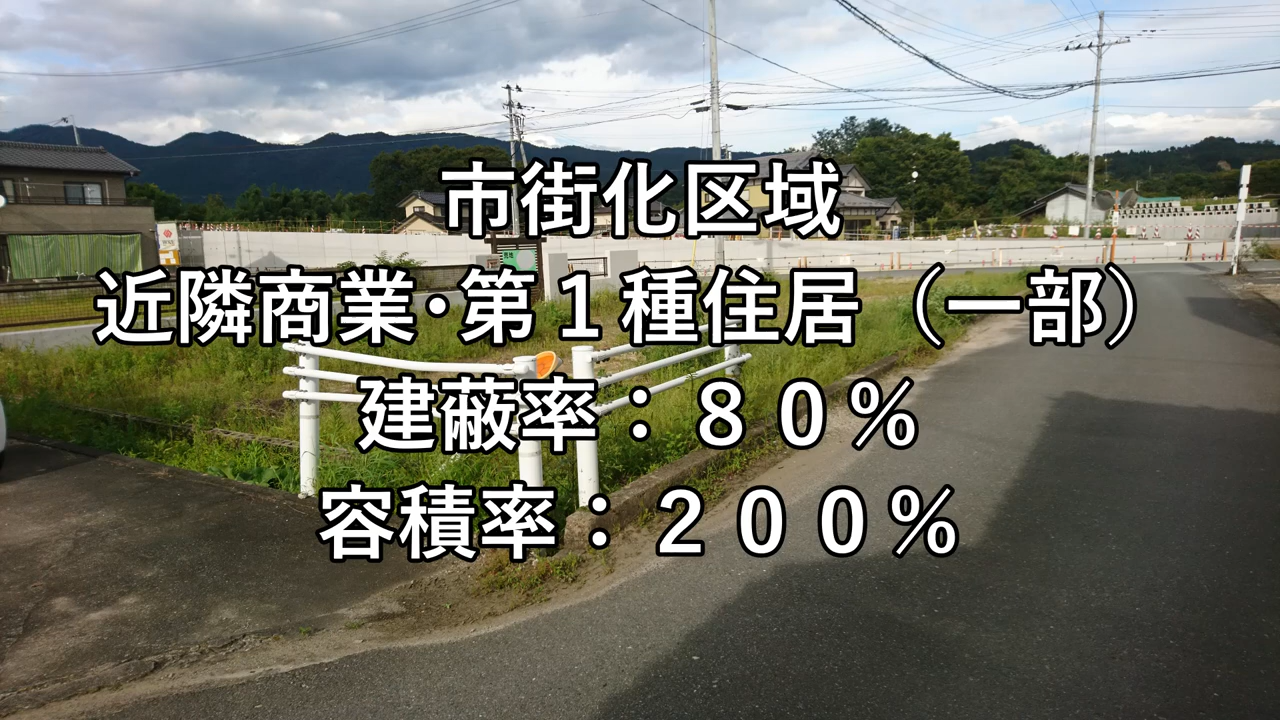 市街化区域
近隣商業･第１種住居（一部）
建蔽率：８０％
容積率：２００％